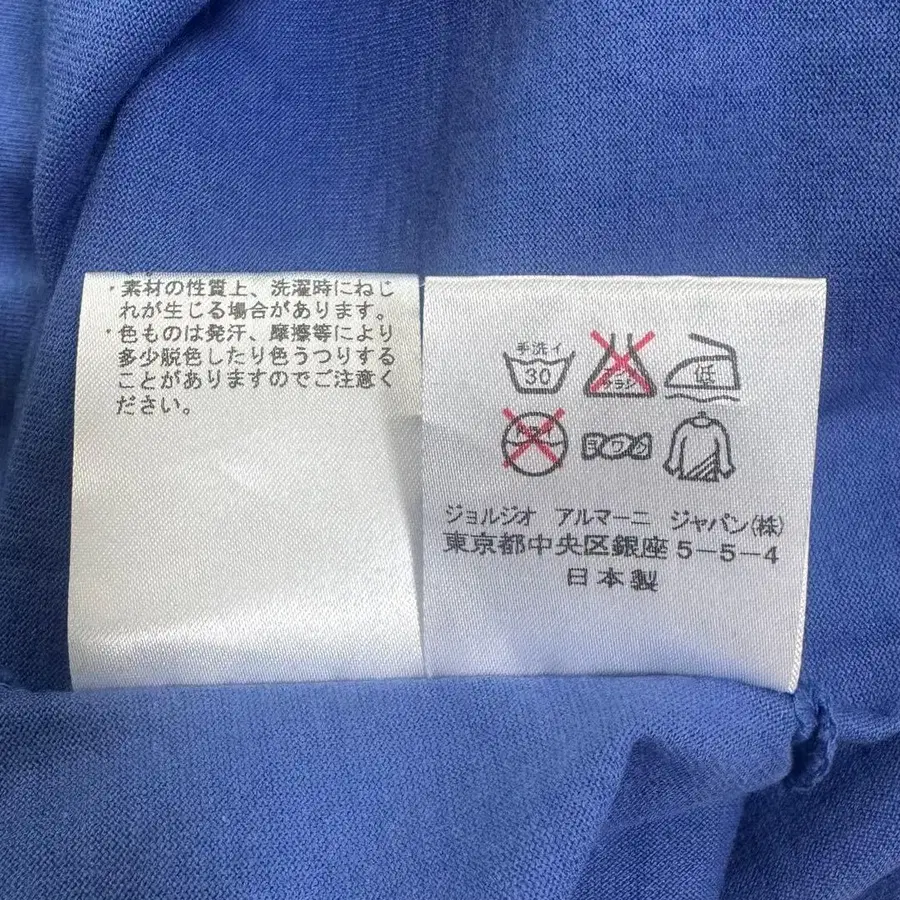 ・素材の性質上、洗濯時にねじ
れが生じる場合があります。
・色ものは発汗、摩擦等により
多少脱色したり色うつりする
ことがありますのでご注意く
ださい。
手洗イ
30
低
ヨワク
ジョルジオ アルマーニ ジャパン(株)
東京都中央区銀座5-5-4
日本製